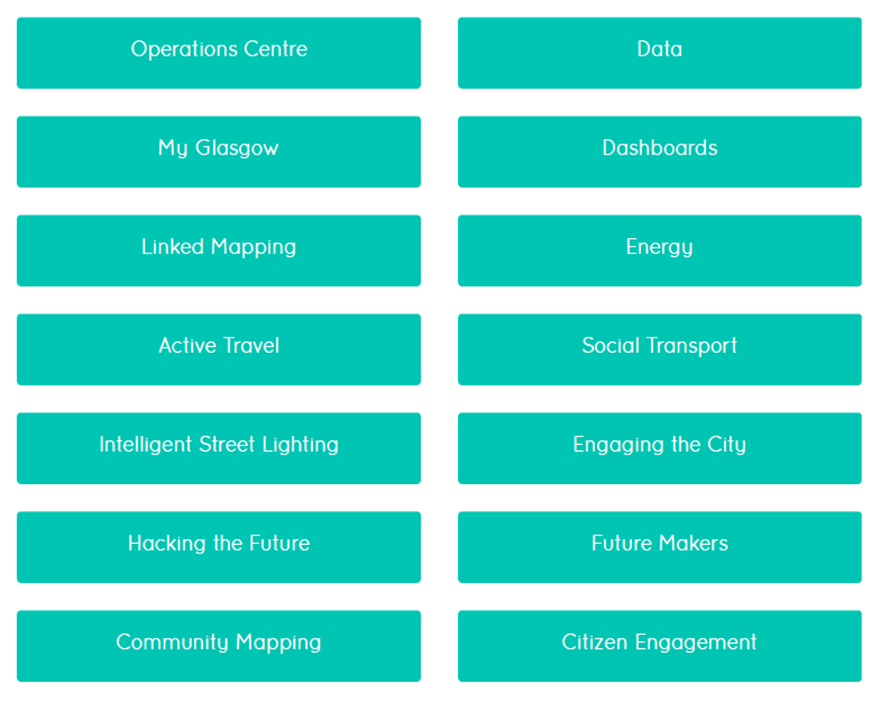 Operations Centre
Data
My Glasgow
Dashboards
Linked Mapping
Energy
Active Travel
Social Transport
Intelligent Street Lighting
Engaging the City
Hacking the Future
Future Makers
Community Mapping
Citizen Engagement